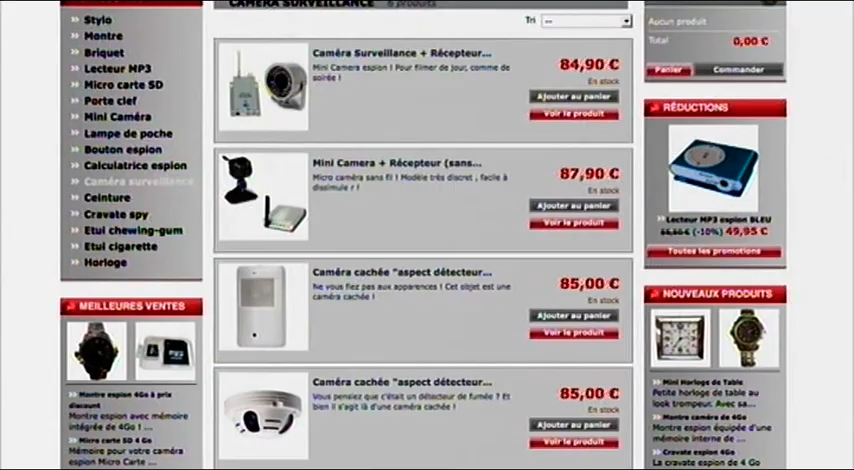 Stylo
Montre
Briquet
Lecteur MP3
Micro carte SD
Porte clef
Mini Caméra
Lampe de poche
Bouton espion
Calculatrice espion
Caméra surveillance
Ceinture
Cravate spy
Etui chewing-gum
Etui cigarette
Horloge
MEILLEURES VENTES
Montre espion 4Go à prix
discount
Montre espion avec mémoire
intégrée de 4Go ! ...
Micro carte SD 4 Go
Mémoire pour votre caméra
espion Micro Carte ...
CAMERA SURVEILLANCE 6 produits
Tri --
Caméra Surveillance + Récepteur...
Mini Camera espion ! Pour filmer de jour, comme de
soirée !
84,90 €
En stock
Ajouter au panier
Voir le produit
Mini Camera + Récepteur (sans...
Micro caméra sans fil ! Modèle très discret , facile à
dissimule r !
87,90 €
En stock
Ajouter au panier
Voir le produit
Caméra cachée "aspect détecteur...
Ne vous fiez pas aux apparences ! Cet objet est une
caméra cachée !
85,00 €
En stock
Ajouter au panier
Voir le produit
Caméra cachée "aspect détecteur...
Vous pensiez que c'était un détecteur de fumée ? Et
bien il s'agit là d'une caméra cachée !
85,00 €
En stock
Ajouter au panier
Voir le produit
Aucun produit
Total 0,00 €
Panier Commander
RÉDUCTIONS
Lecteur MP3 espion BLEU
(-10%) 49,95 €
Toutes les promotions
NOUVEAUX PRODUITS
Mini Horloge de Table
Petite horloge de table au
look trompeur. Avec sa...
Montre caméra de 4Go
Montre espion équipée d'une
mémoire interne de ...
Cravate espion 4Go
La cravate espion de 4 Go